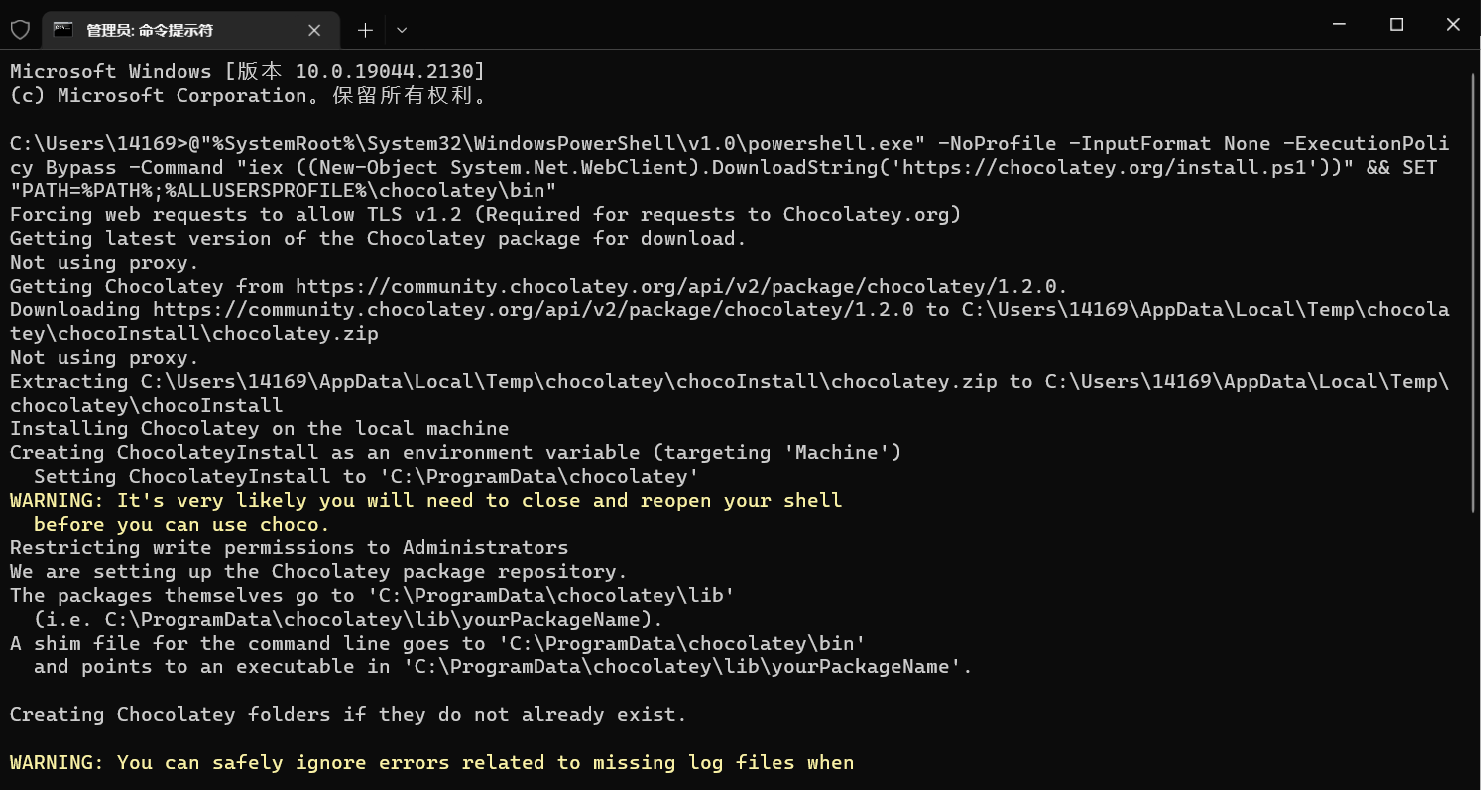 管理员: 命令提示符
Microsoft Windows [版本 10.0.19044.2130]
(c) Microsoft Corporation。保留所有权利。
C:\Users\14169>@"%SystemRoot%\System32\WindowsPowerShell\v1.0\powershell.exe" -NoProfile -InputFormat None -ExecutionPoli
cy Bypass -Command "iex ((New-Object System.Net.WebClient).DownloadString('https://chocolatey.org/install.ps1'))" && SET
"PATH=%PATH%;%ALLUSERSPROFILE%\chocolatey\bin"
Forcing web requests to allow TLS v1.2 (Required for requests to Chocolatey.org)
Getting latest version of the Chocolatey package for download.
Not using proxy.
Getting Chocolatey from https://community.chocolatey.org/api/v2/package/chocolatey/1.2.0.
Downloading https://community.chocolatey.org/api/v2/package/chocolatey/1.2.0 to C:\Users\14169\AppData\Local\Temp\chocola
tey\chocoInstall\chocolatey.zip
Not using proxy.
Extracting C:\Users\14169\AppData\Local\Temp\chocolatey\chocoInstall\chocolatey.zip to C:\Users\14169\AppData\Local\Temp\
chocolatey\chocoInstall
Installing Chocolatey on the local machine
Creating ChocolateyInstall as an environment variable (targeting 'Machine')
  Setting ChocolateyInstall to 'C:\ProgramData\chocolatey'
WARNING: It's very likely you will need to close and reopen your shell
  before you can use choco.
Restricting write permissions to Administrators
We are setting up the Chocolatey package repository.
The packages themselves go to 'C:\ProgramData\chocolatey\lib'
  (i.e. C:\ProgramData\chocolatey\lib\yourPackageName).
A shim file for the command line goes to 'C:\ProgramData\chocolatey\bin'
  and points to an executable in 'C:\ProgramData\chocolatey\lib\yourPackageName'.
Creating Chocolatey folders if they do not already exist.
WARNING: You can safely ignore errors related to missing log files when